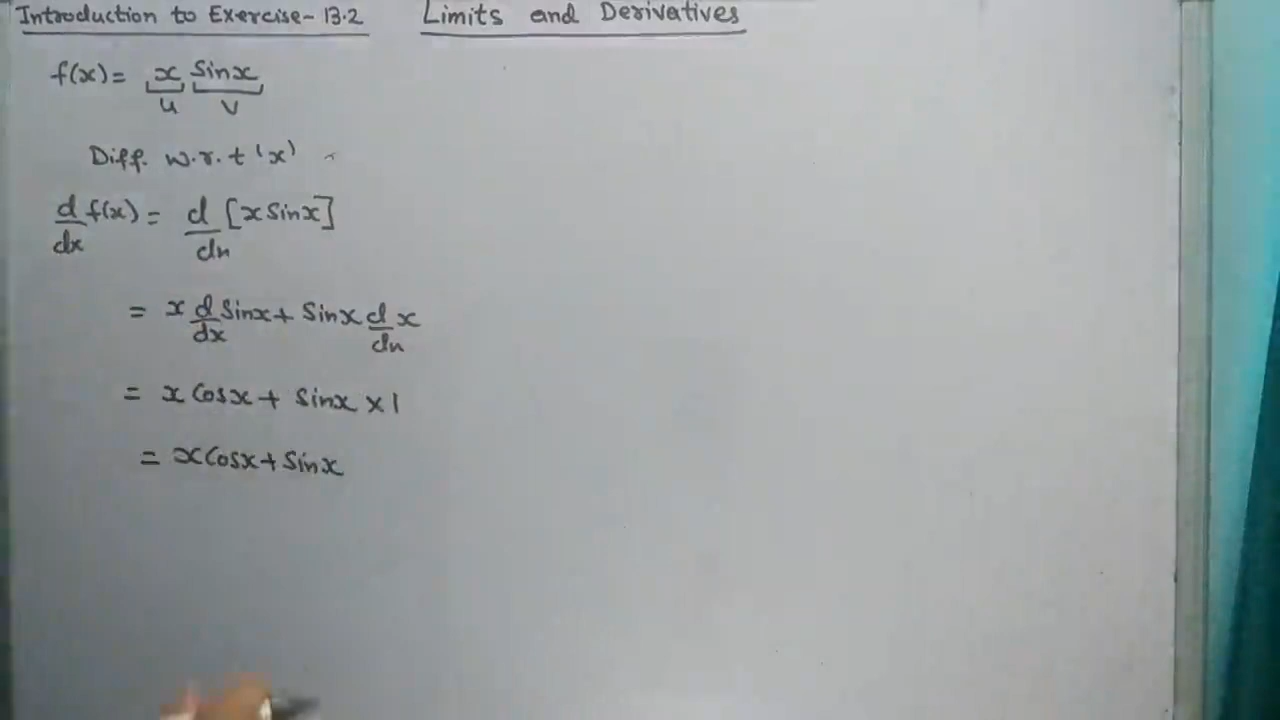 Introduction to Exercise-13.2 Limits and Derivatives
f(x)= x Sinx
u v
Diff. w.r.t 'x'
d/dx f(x) = d/dx [x Sinx]
= x d/dx Sinx + Sinx d/dx x
= x Cosx + Sinx × 1
= x Cosx + Sinx